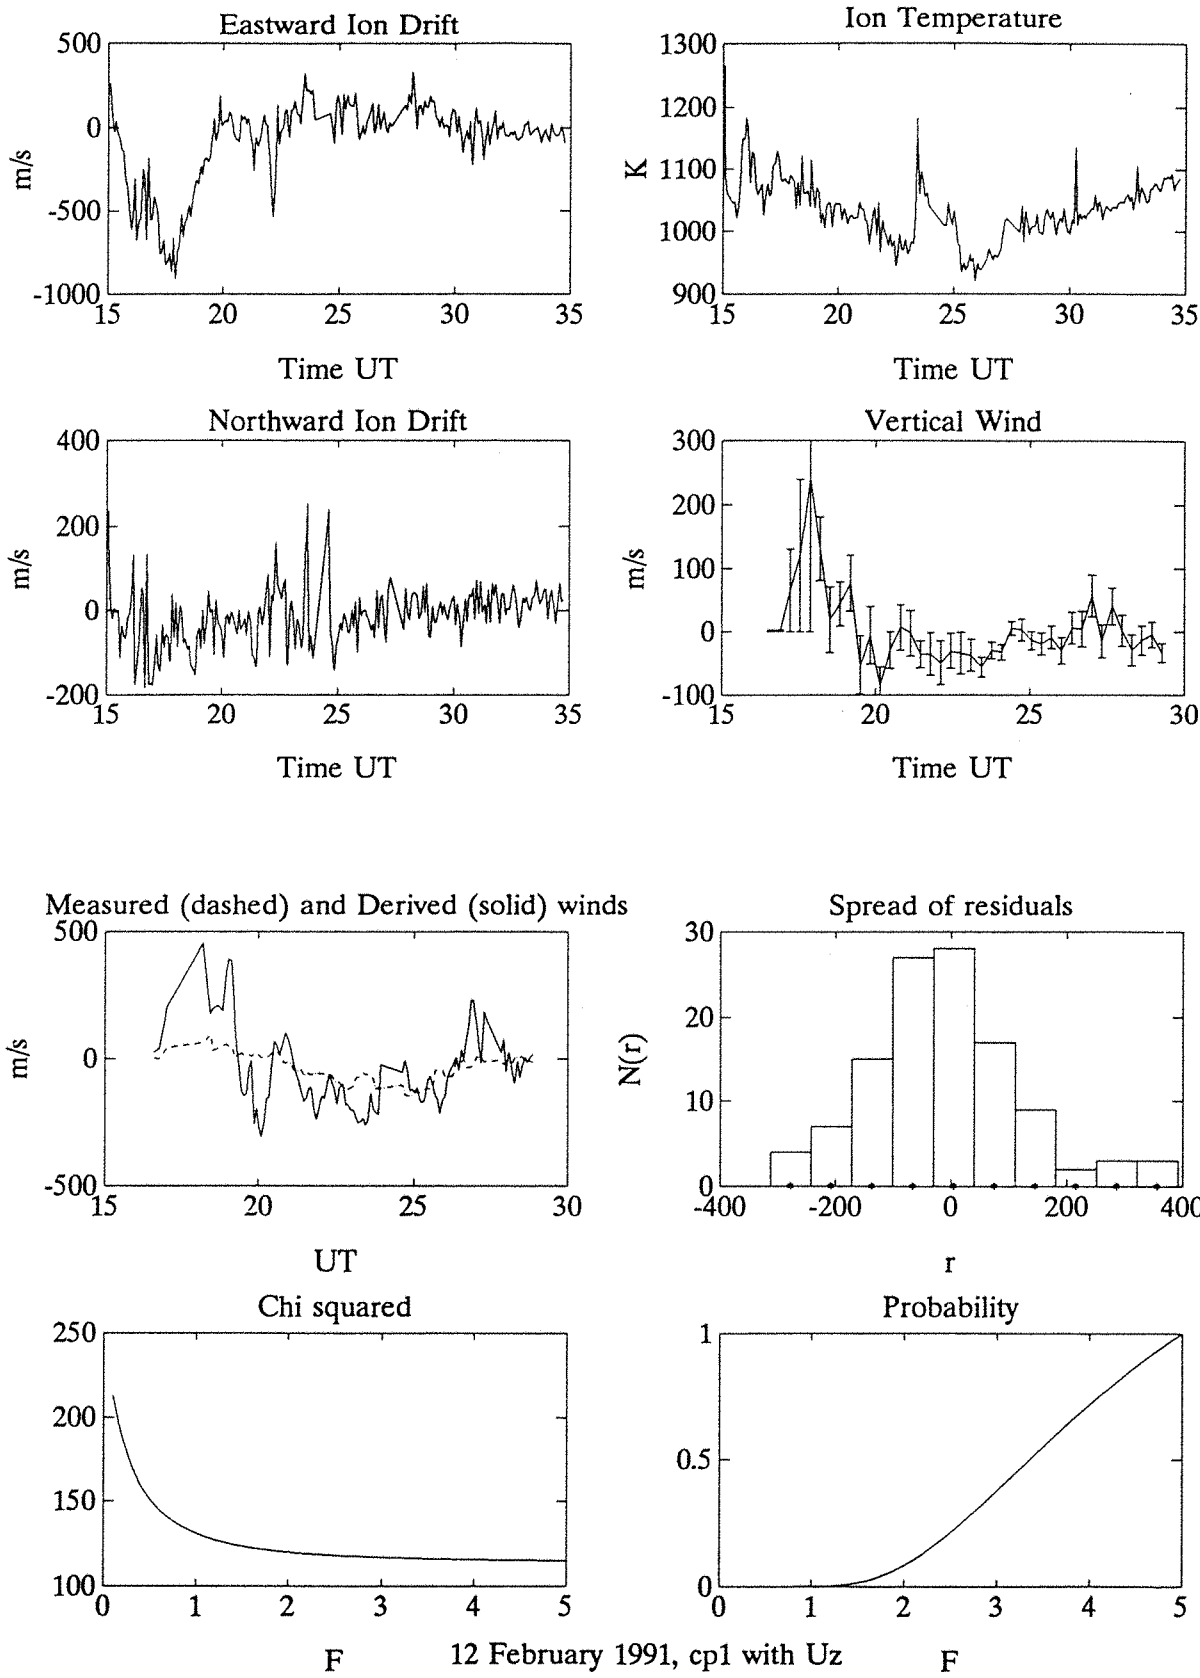 Eastward Ion Drift
500
0
-500
-1000
m/s
15 20 25 30 35
Time UT
Ion Temperature
1300
1200
1100
1000
900
K
15 20 25 30 35
Time UT
Northward Ion Drift
400
200
0
-200
m/s
15 20 25 30 35
Time UT
Vertical Wind
300
200
100
0
-100
m/s
15 20 25 30
Time UT
Measured (dashed) and Derived (solid) winds
500
0
-500
m/s
15 20 25 30
UT
Spread of residuals
30
20
10
0
N(r)
-400 -200 0 200 400
r
Chi squared
250
200
150
100
0 1 2 3 4 5
F
Probability
1
0.5
0
0 1 2 3 4 5
F
12 February 1991, cp1 with Uz